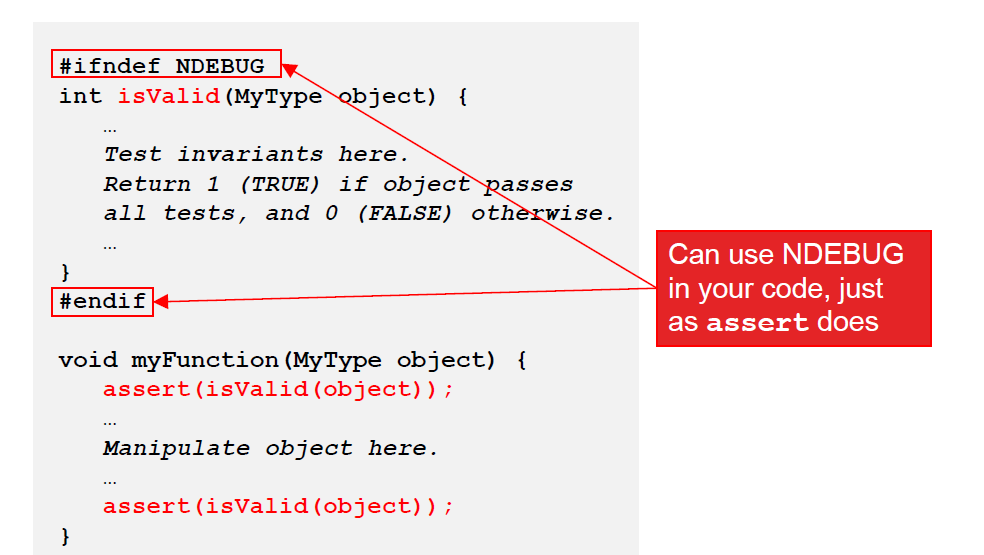 #ifndef NDEBUG
int isValid(MyType object) {
…
Test invariants here.
Return 1 (TRUE) if object passes
all tests, and 0 (FALSE) otherwise.
…
}
#endif
void myFunction(MyType object) {
assert(isValid(object));
…
Manipulate object here.
…
assert(isValid(object));
}
Can use NDEBUG
in your code, just
as assert does